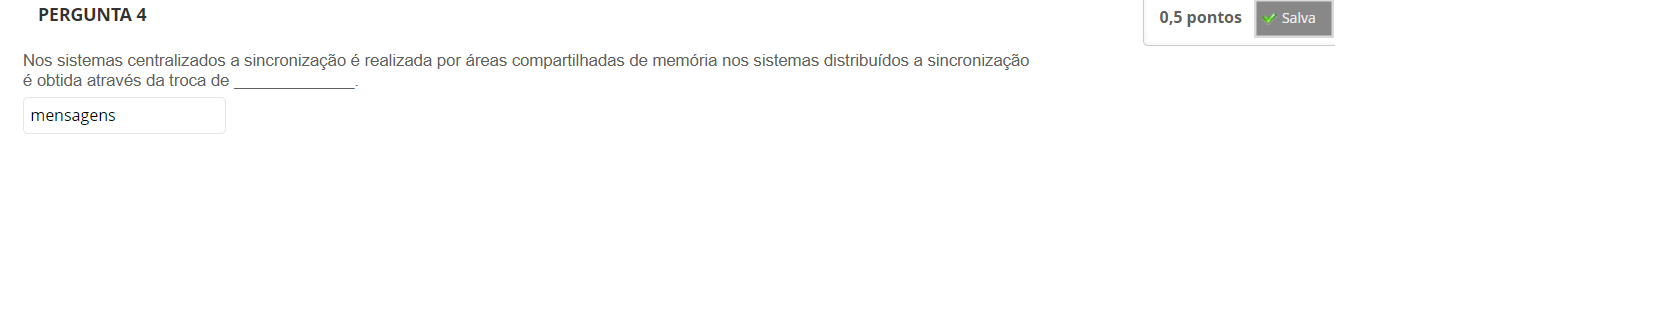 PERGUNTA 4
0,5 pontos
Salva
Nos sistemas centralizados a sincronização é realizada por áreas compartilhadas de memória nos sistemas distribuídos a sincronização
é obtida através da troca de _____________.
mensagens